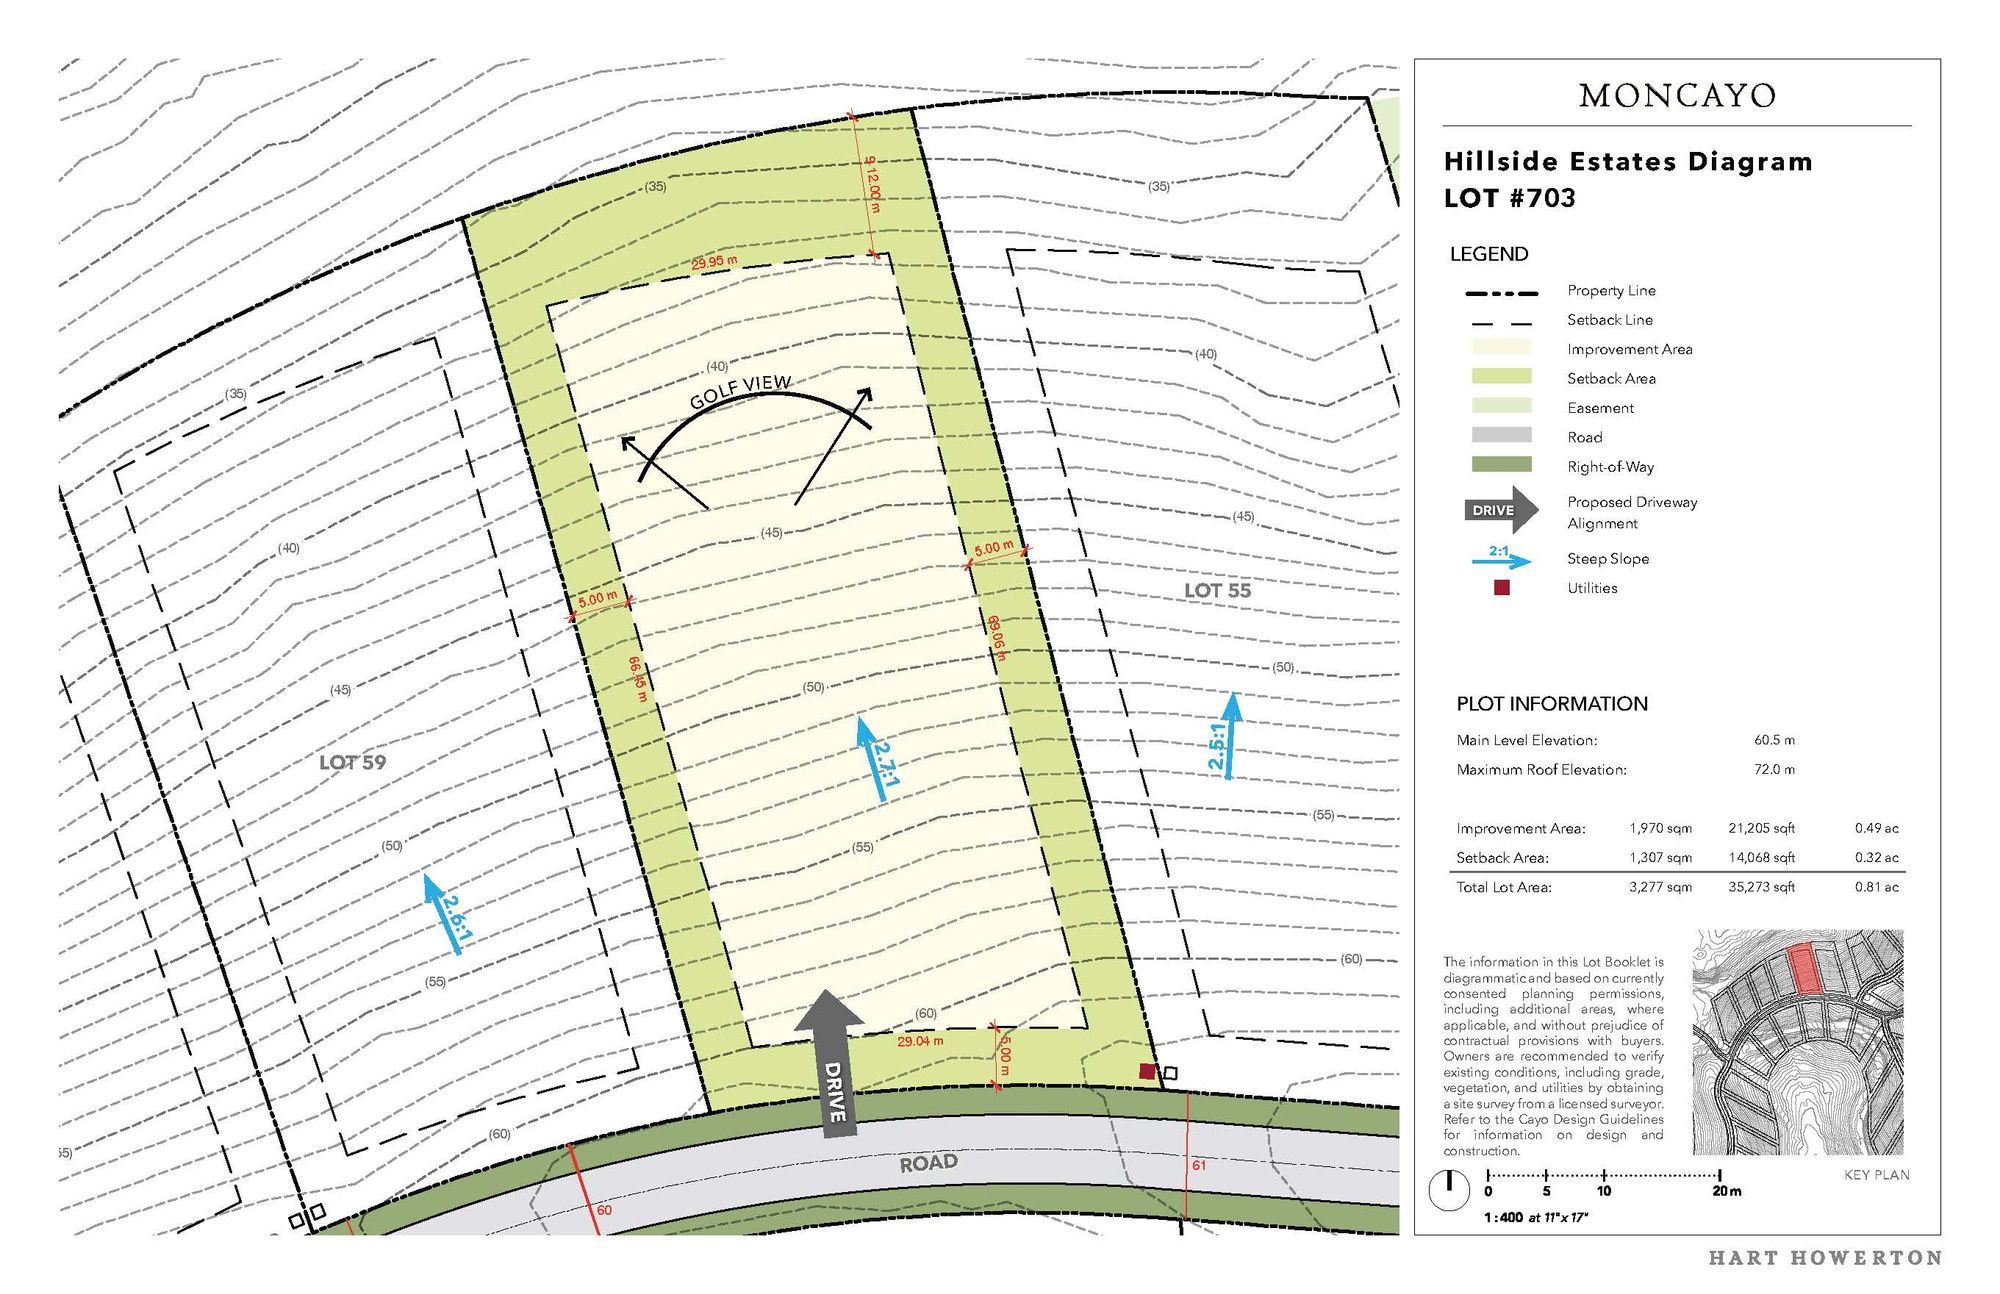 MONCAYO
Hillside Estates Diagram
LOT #703
LEGEND
Property Line
Setback Line
Improvement Area
Setback Area
Easement
Road
Right-of-Way
DRIVE
Proposed Driveway
Alignment
2:1
Steep Slope
Utilities
PLOT INFORMATION
Main Level Elevation: 60.5 m
Maximum Roof Elevation: 72.0 m
Improvement Area: 1,970 sqm 21,205 sqft 0.49 ac
Setback Area: 1,307 sqm 14,068 sqft 0.32 ac
Total Lot Area: 3,277 sqm 35,273 sqft 0.81 ac
The information in this Lot Booklet is
diagrammatic and based on currently
consented planning permissions,
including additional areas, where
applicable, and without prejudice of
contractual provisions with buyers.
Owners are recommended to verify
existing conditions, including grade,
vegetation, and utilities by obtaining
a site survey from a licensed surveyor.
Refer to the Cayo Design Guidelines
for information on design and
construction.
KEY PLAN
0 5 10 20m
1:400 at 11"x 17"
HART HOWERTON
(35)
(35)
(35)
12.00 m
29.95 m
(40)
(40)
(40)
GOLF VIEW
(45)
(45)
(45)
5.00 m
5.00 m
LOT 55
69.06 m
66.45 m
(50)
(50)
(50)
LOT 59
2.7:1
2.5:1
2.6:1
(55)
(55)
(55)
(60)
(60)
(60)
29.04 m
5.00 m
DRIVE
ROAD
61
60
55)